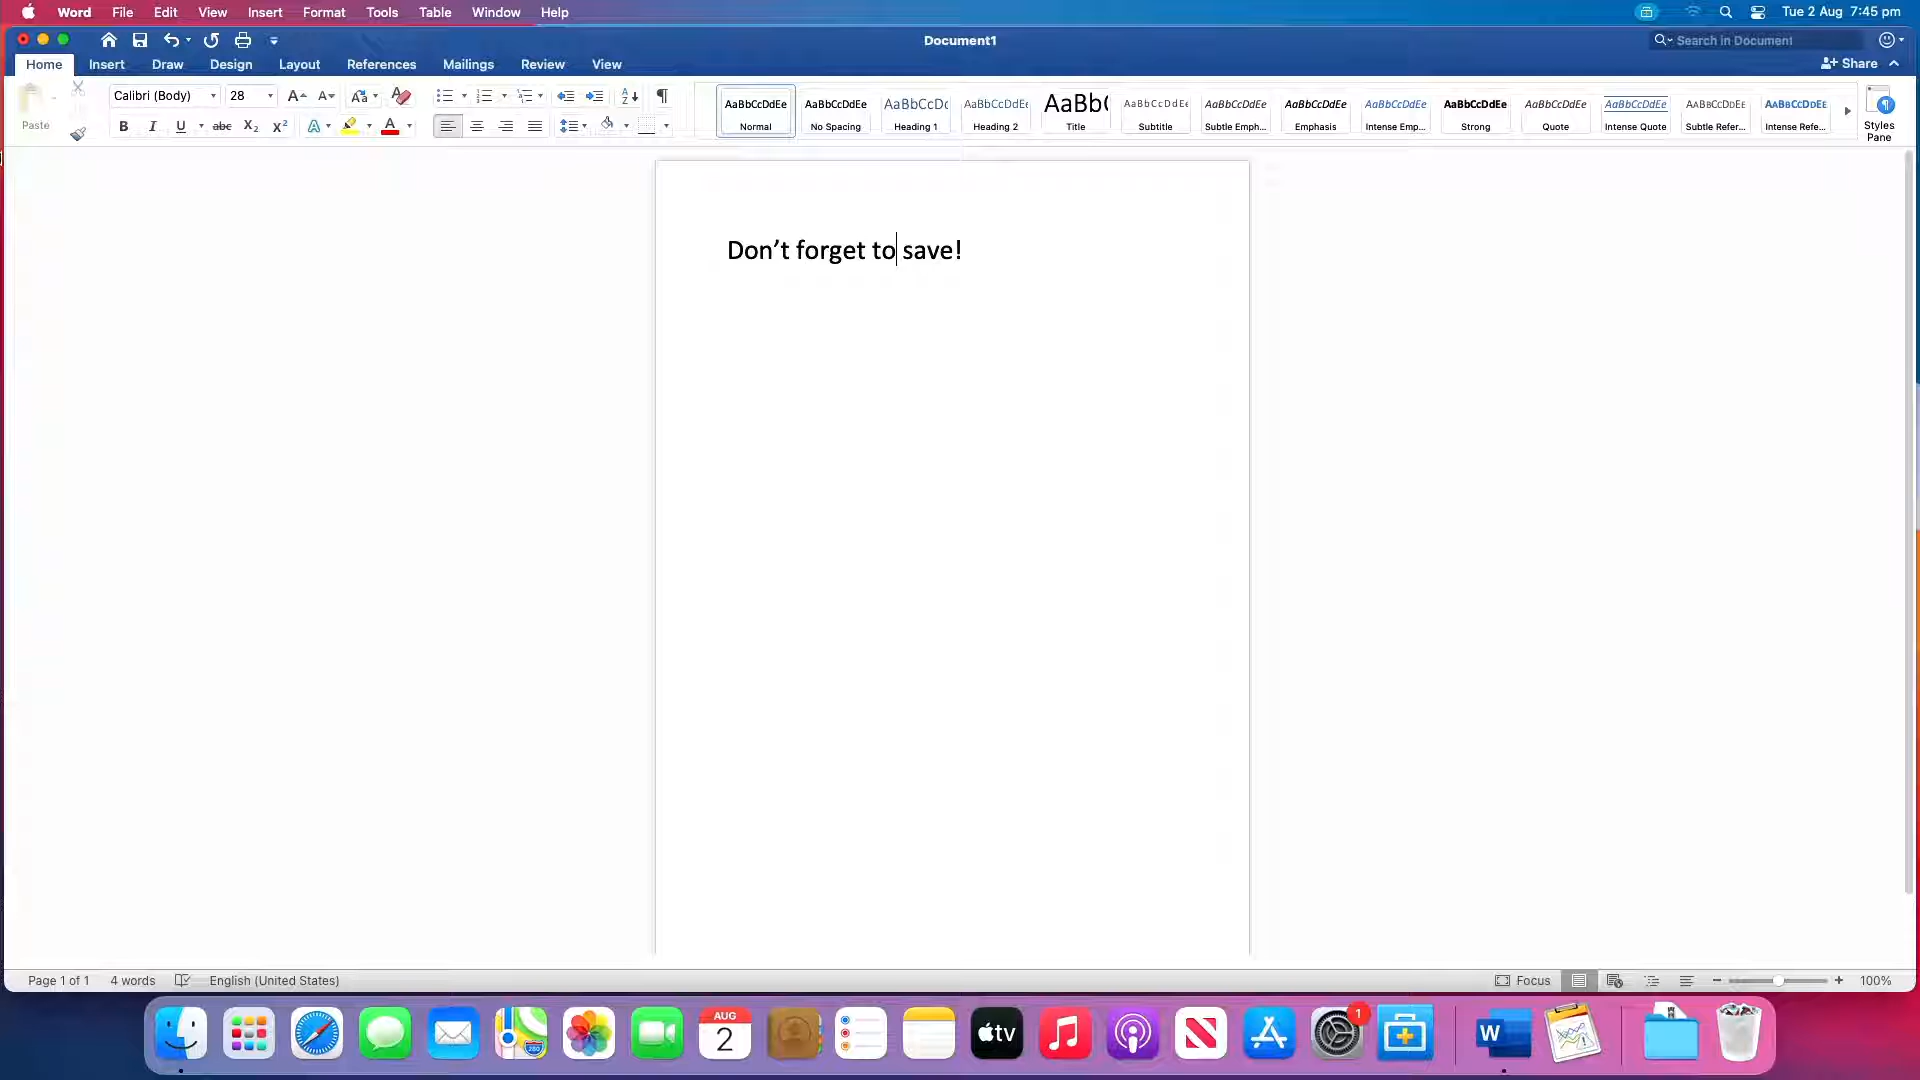 Word File Edit View Insert Format Tools Table Window Help Tue 2 Aug 7:45 pm
Document1 Search in Document
Home Insert Draw Design Layout References Mailings Review View Share
Paste Calibri (Body) 28
AaBbCcDdEe AaBbCcDdEe AaBbCcDc AaBbCcDdEe AaBb( AaBbCcDdEe AaBbCcDdEe AaBbCcDdEe AaBbCcDdEe AaBbCcDdEe AaBbCcDdEe AaBbCcDdEe AaBbCcDdEe AaBbCcDdEe
Normal No Spacing Heading 1 Heading 2 Title Subtitle Subtle Emph... Emphasis Intense Emp... Strong Quote Intense Quote Subtle Refer... Intense Refe... Styles
Pane
Don’t forget to save!
Page 1 of 1 4 words English (United States) Focus 100%
AUG
2
tv
280
1
W